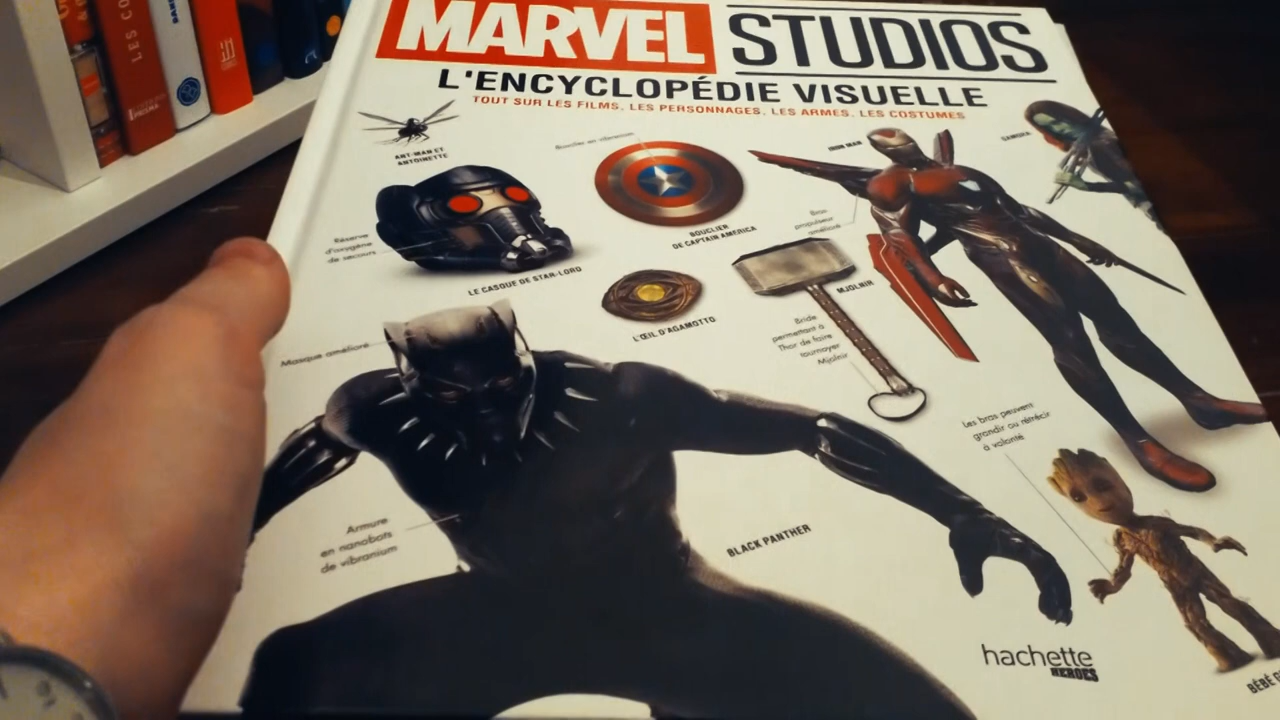 MARVEL STUDIOS
L'ENCYCLOPÉDIE VISUELLE
TOUT SUR LES FILMS, LES PERSONNAGES, LES ARMES, LES COSTUMES
ANT-MAN ET
ANTOINETTE
Bouclier en vibranium
IRON MAN
GAMORA
Réserve
d'oxygène
de secours
LE CASQUE DE STAR-LORD
BOUCLIER
DE CAPTAIN AMERICA
Bras
propulseur
amélioré
L'ŒIL D'AGAMOTTO
MJOLNIR
Bride
permettant à
Thor de faire
tournoyer
Mjolnir
Masque amélioré
Les bras peuvent
grandir ou rétrécir
à volonté
Armure
en nanobots
de vibranium
BLACK PANTHER
hachette
HEROES
BÉBÉ
LES CO